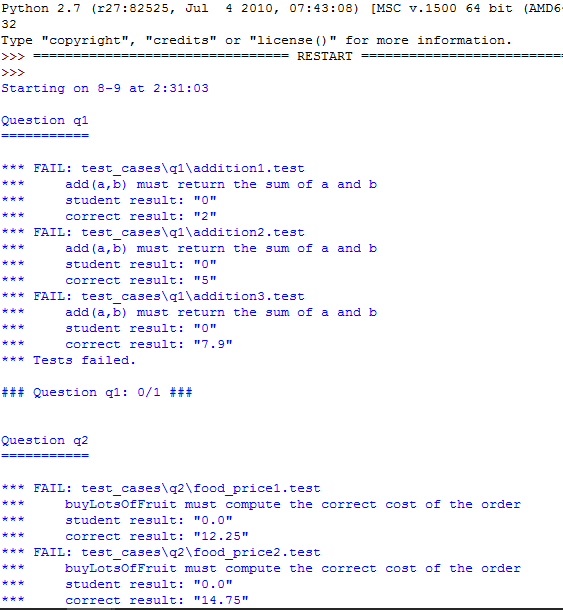 Python 2.7 (r27:82525, Jul  4 2010, 07:43:08) [MSC v.1500 64 bit (AMD6
32
Type "copyright", "credits" or "license()" for more information.
>>> ================================ RESTART ==========================
>>>
Starting on 8-9 at 2:31:03
Question q1
===========
*** FAIL: test_cases\q1\addition1.test
***     add(a,b) must return the sum of a and b
***     student result: "0"
***     correct result: "2"
*** FAIL: test_cases\q1\addition2.test
***     add(a,b) must return the sum of a and b
***     student result: "0"
***     correct result: "5"
*** FAIL: test_cases\q1\addition3.test
***     add(a,b) must return the sum of a and b
***     student result: "0"
***     correct result: "7.9"
*** Tests failed.
### Question q1: 0/1 ###
Question q2
===========
*** FAIL: test_cases\q2\food_price1.test
***     buyLotsOfFruit must compute the correct cost of the order
***     student result: "0.0"
***     correct result: "12.25"
*** FAIL: test_cases\q2\food_price2.test
***     buyLotsOfFruit must compute the correct cost of the order
***     student result: "0.0"
***     correct result: "14.75"